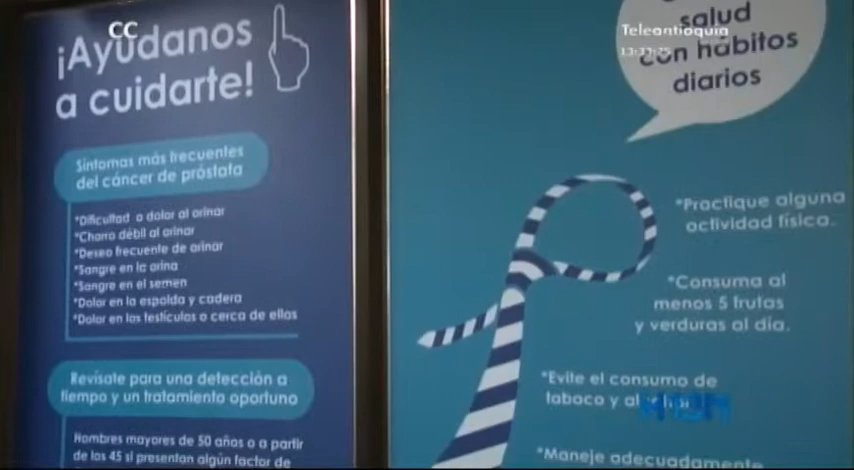 CC
¡Ayúdanos
a cuidarte!
Síntomas más frecuentes
del cáncer de próstata
*Dificultad o dolor al orinar
*Chorro débil al orinar
*Deseo frecuente de orinar
*Sangre en la orina
*Sangre en el semen
*Dolor en la espalda y cadera
*Dolor en los testículos o cerca de ellos
Revísate para una detección a
tiempo y un tratamiento oportuno
Hombres mayores de 50 años o a partir
de los 45 si presentan algún factor de
Teleantioquia
salud
con hábitos
diarios
*Practique alguna
actividad física.
*Consuma al
menos 5 frutas
y verduras al día.
*Evite el consumo de
tabaco y
*Maneje adecuadamente